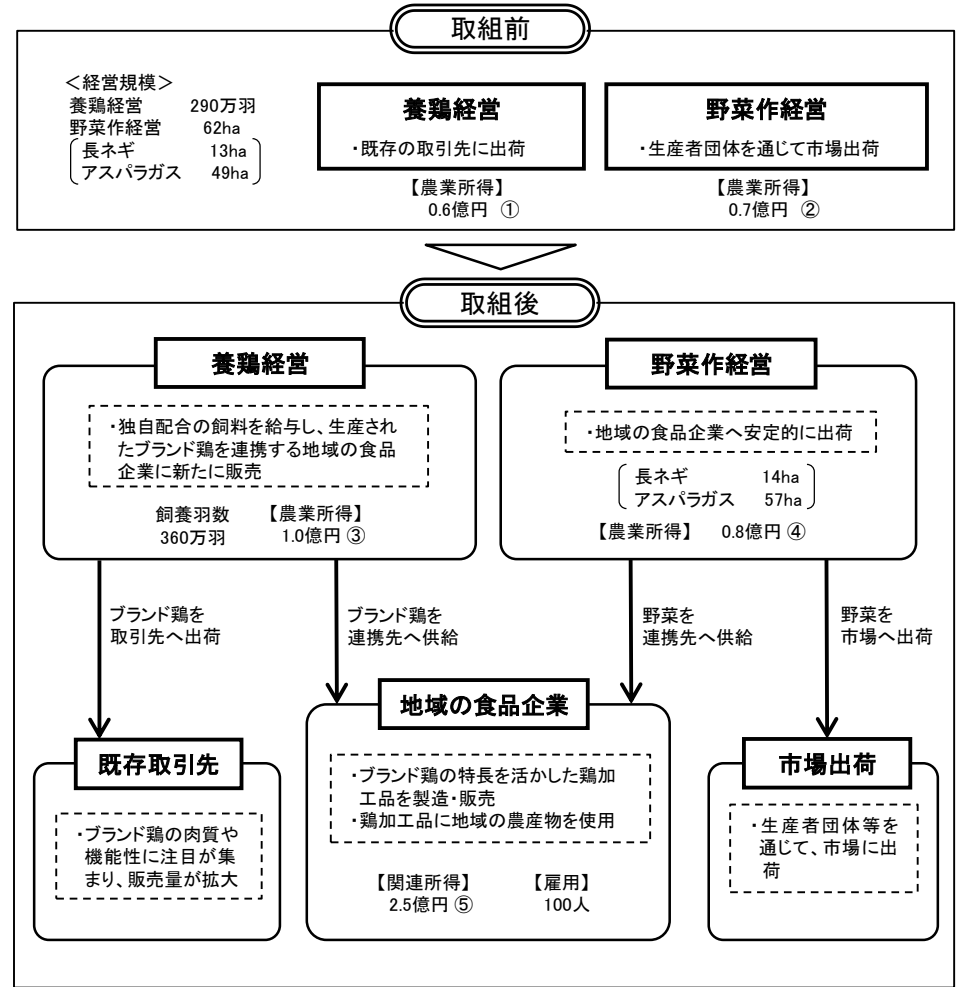 取組前
＜経営規模＞
養鶏経営 290万羽
野菜作経営 62ha
長ネギ 13ha
アスパラガス 49ha
養鶏経営
・既存の取引先に出荷
【農業所得】
0.6億円 ①
野菜作経営
・生産者団体を通じて市場出荷
【農業所得】
0.7億円 ②
取組後
養鶏経営
・独自配合の飼料を給与し、生産され
たブランド鶏を連携する地域の食品
企業に新たに販売
飼養羽数 【農業所得】
360万羽 1.0億円 ③
野菜作経営
・地域の食品企業へ安定的に出荷
長ネギ 14ha
アスパラガス 57ha
【農業所得】 0.8億円 ④
ブランド鶏を
取引先へ出荷
ブランド鶏を
連携先へ供給
野菜を
連携先へ供給
野菜を
市場へ出荷
既存取引先
・ブランド鶏の肉質や
機能性に注目が集
まり、販売量が拡大
地域の食品企業
・ブランド鶏の特長を活かした鶏加
工品を製造・販売
・鶏加工品に地域の農産物を使用
【関連所得】 【雇用】
2.5億円 ⑤ 100人
市場出荷
・生産者団体等を
通じて、市場に出
荷